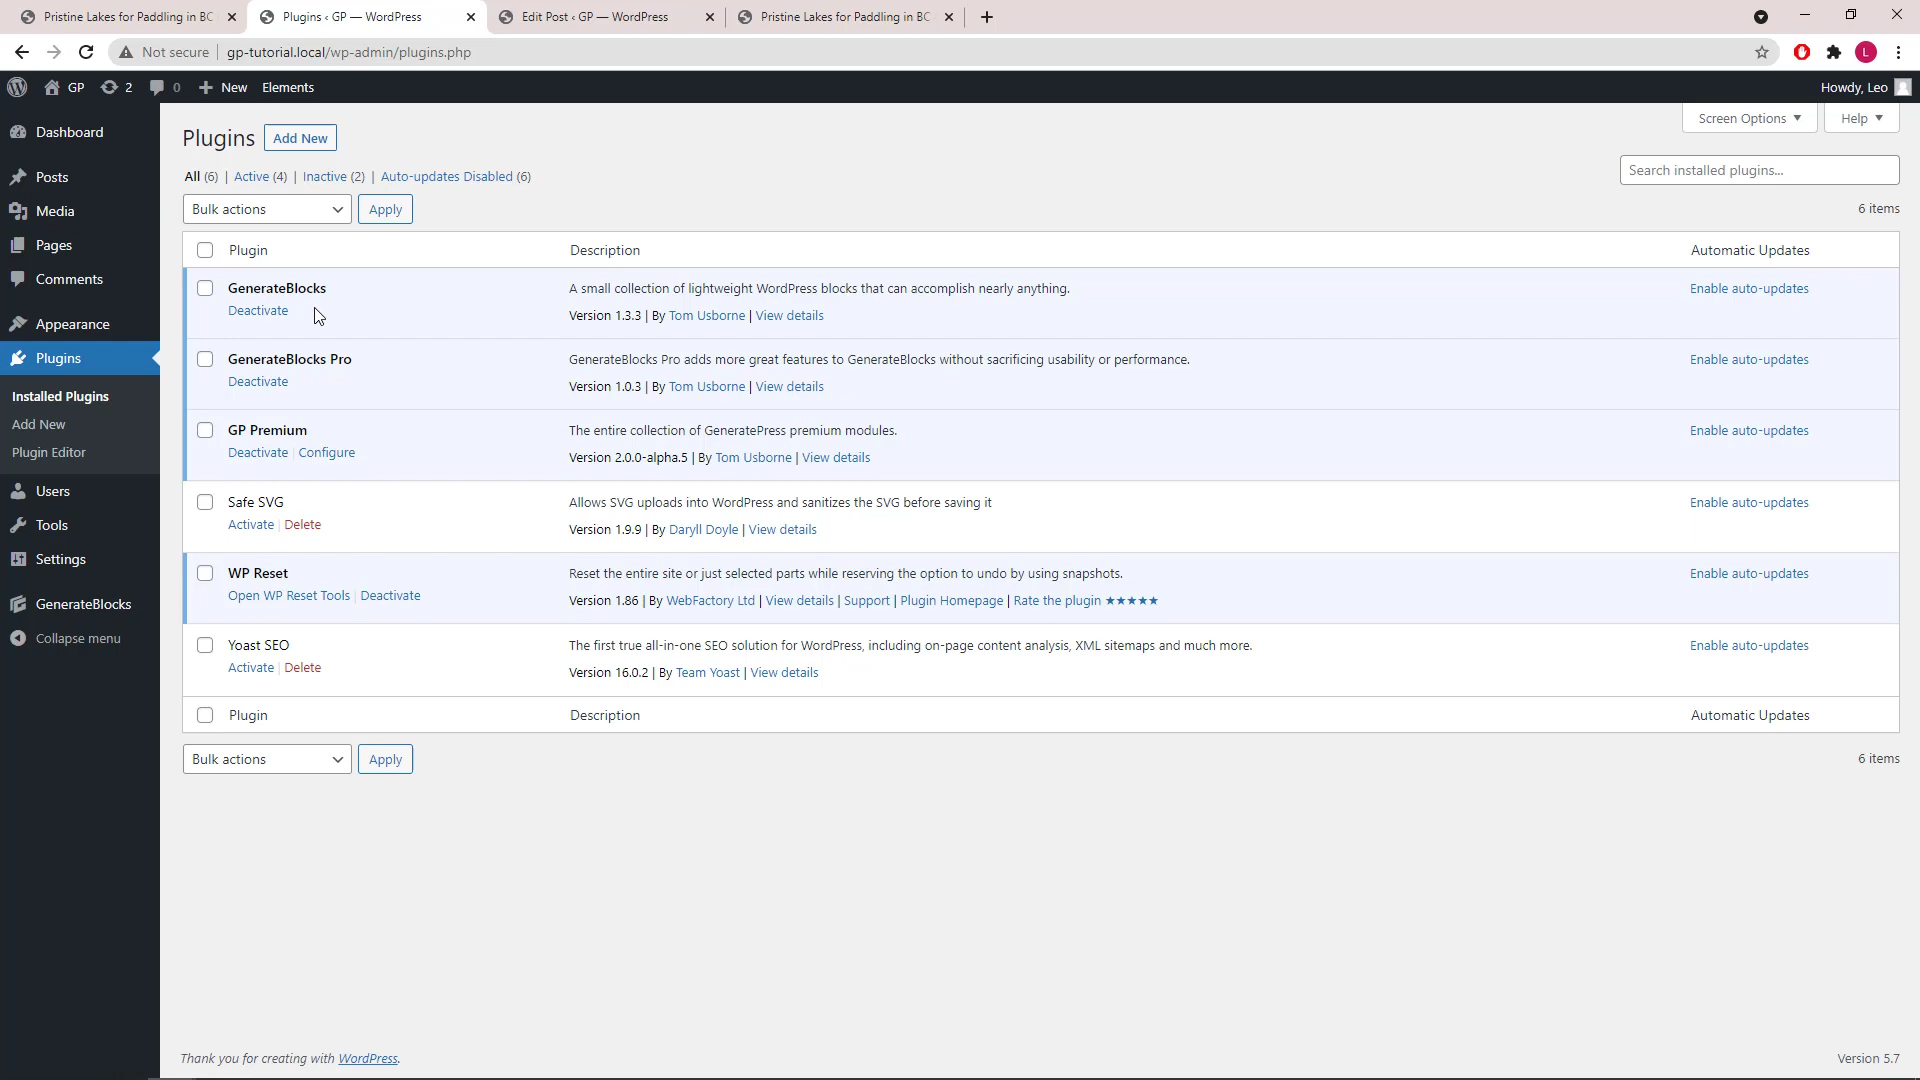 Pristine Lakes for Paddling in BC
Plugins ‹ GP — WordPress
Edit Post ‹ GP — WordPress
Pristine Lakes for Paddling in BC
Not secure
gp-tutorial.local/wp-admin/plugins.php
L
GP
2
0
New
Elements
Howdy, Leo
Dashboard
Posts
Media
Pages
Comments
Appearance
Plugins
Installed Plugins
Add New
Plugin Editor
Users
Tools
Settings
GenerateBlocks
Collapse menu
Screen Options
Help
Plugins
Add New
All (6) | Active (4) | Inactive (2) | Auto-updates Disabled (6)
Search installed plugins...
Bulk actions
Apply
6 items
Plugin
Description
Automatic Updates
GenerateBlocks
Deactivate
A small collection of lightweight WordPress blocks that can accomplish nearly anything.
Version 1.3.3 | By Tom Usborne | View details
Enable auto-updates
GenerateBlocks Pro
Deactivate
GenerateBlocks Pro adds more great features to GenerateBlocks without sacrificing usability or performance.
Version 1.0.3 | By Tom Usborne | View details
Enable auto-updates
GP Premium
Deactivate | Configure
The entire collection of GeneratePress premium modules.
Version 2.0.0-alpha.5 | By Tom Usborne | View details
Enable auto-updates
Safe SVG
Activate | Delete
Allows SVG uploads into WordPress and sanitizes the SVG before saving it
Version 1.9.9 | By Daryll Doyle | View details
Enable auto-updates
WP Reset
Open WP Reset Tools | Deactivate
Reset the entire site or just selected parts while reserving the option to undo by using snapshots.
Version 1.86 | By WebFactory Ltd | View details | Support | Plugin Homepage | Rate the plugin ★★★★★
Enable auto-updates
Yoast SEO
Activate | Delete
The first true all-in-one SEO solution for WordPress, including on-page content analysis, XML sitemaps and much more.
Version 16.0.2 | By Team Yoast | View details
Enable auto-updates
Plugin
Description
Automatic Updates
Bulk actions
Apply
6 items
Thank you for creating with WordPress.
Version 5.7